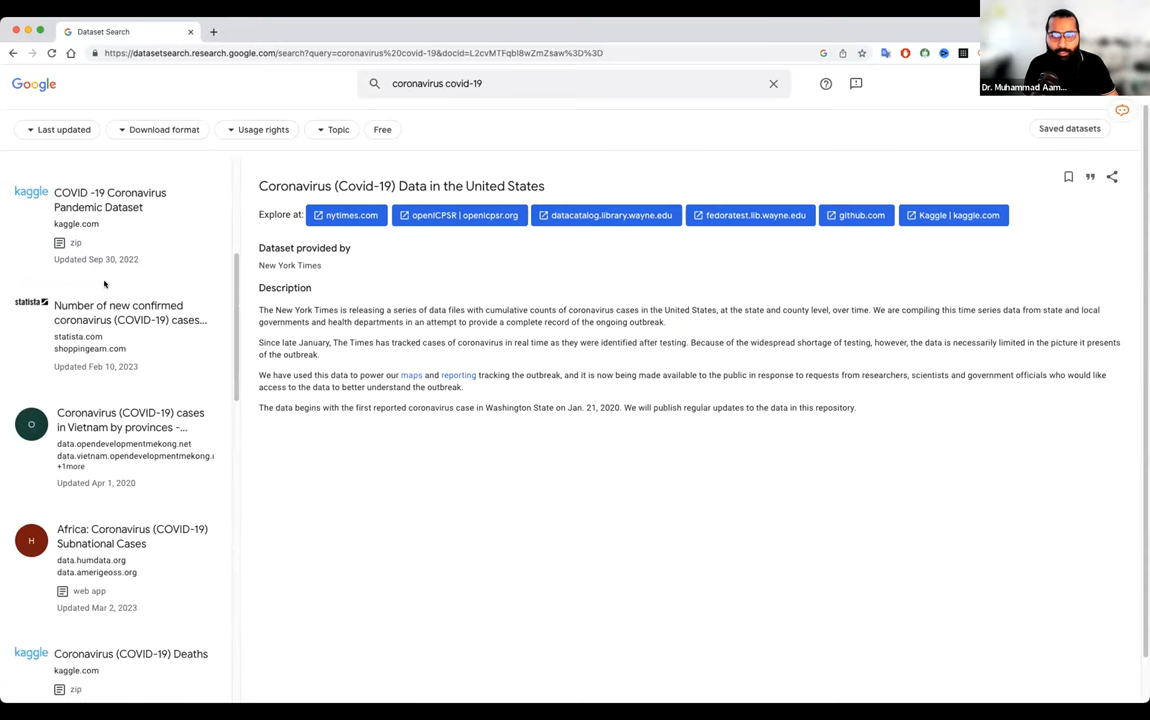 Dataset Search
https://datasetsearch.research.google.com/search?query=coronavirus%20covid-19&docid=L2cvMTFqbl8wZmZsaw%3D%3D
Dr. Muhammad Aam...
Google
coronavirus covid-19
Last updated
Download format
Usage rights
Topic
Free
Saved datasets
kaggle
COVID -19 Coronavirus
Pandemic Dataset
kaggle.com
zip
Updated Sep 30, 2022
statista
Number of new confirmed
coronavirus (COVID-19) cases...
statista.com
shoppingearn.com
Updated Feb 10, 2023
O
Coronavirus (COVID-19) cases
in Vietnam by provinces -...
data.opendevelopmentmekong.net
data.vietnam.opendevelopmentmekong.
+1more
Updated Apr 1, 2020
H
Africa: Coronavirus (COVID-19)
Subnational Cases
data.humdata.org
data.amerigeoss.org
web app
Updated Mar 2, 2023
kaggle
Coronavirus (COVID-19) Deaths
kaggle.com
zip
Coronavirus (Covid-19) Data in the United States
Explore at:
nytimes.com
openICPSR | openicpsr.org
datacatalog.library.wayne.edu
fedoratest.lib.wayne.edu
github.com
Kaggle | kaggle.com
Dataset provided by
New York Times
Description
The New York Times is releasing a series of data files with cumulative counts of coronavirus cases in the United States, at the state and county level, over time. We are compiling this time series data from state and local
governments and health departments in an attempt to provide a complete record of the ongoing outbreak.
Since late January, The Times has tracked cases of coronavirus in real time as they were identified after testing. Because of the widespread shortage of testing, however, the data is necessarily limited in the picture it presents
of the outbreak.
We have used this data to power our maps and reporting tracking the outbreak, and it is now being made available to the public in response to requests from researchers, scientists and government officials who would like
access to the data to better understand the outbreak.
The data begins with the first reported coronavirus case in Washington State on Jan. 21, 2020. We will publish regular updates to the data in this repository.